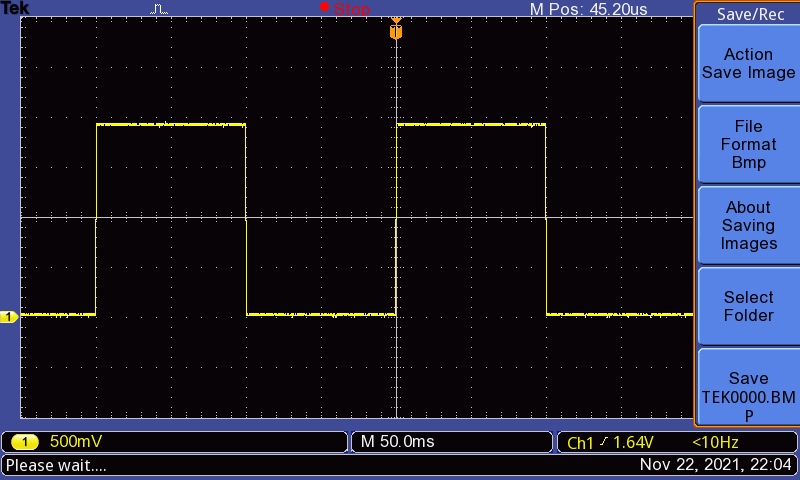 Tek
Stop
M Pos: 45.20us
T
Save/Rec
Action
Save Image
File
Format
Bmp
About
Saving
Images
Select
Folder
Save
TEK0000.BM
P
1
1 500mV
M 50.0ms
Ch1 1.64V <10Hz
Please wait....
Nov 22, 2021, 22:04